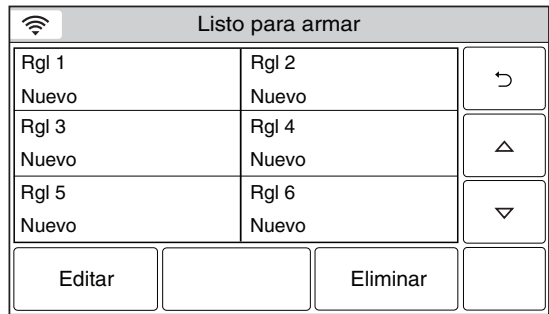 Listo para armar
Rgl 1
Nuevo
Rgl 2
Nuevo
Rgl 3
Nuevo
Rgl 4
Nuevo
Rgl 5
Nuevo
Rgl 6
Nuevo
Editar
Eliminar